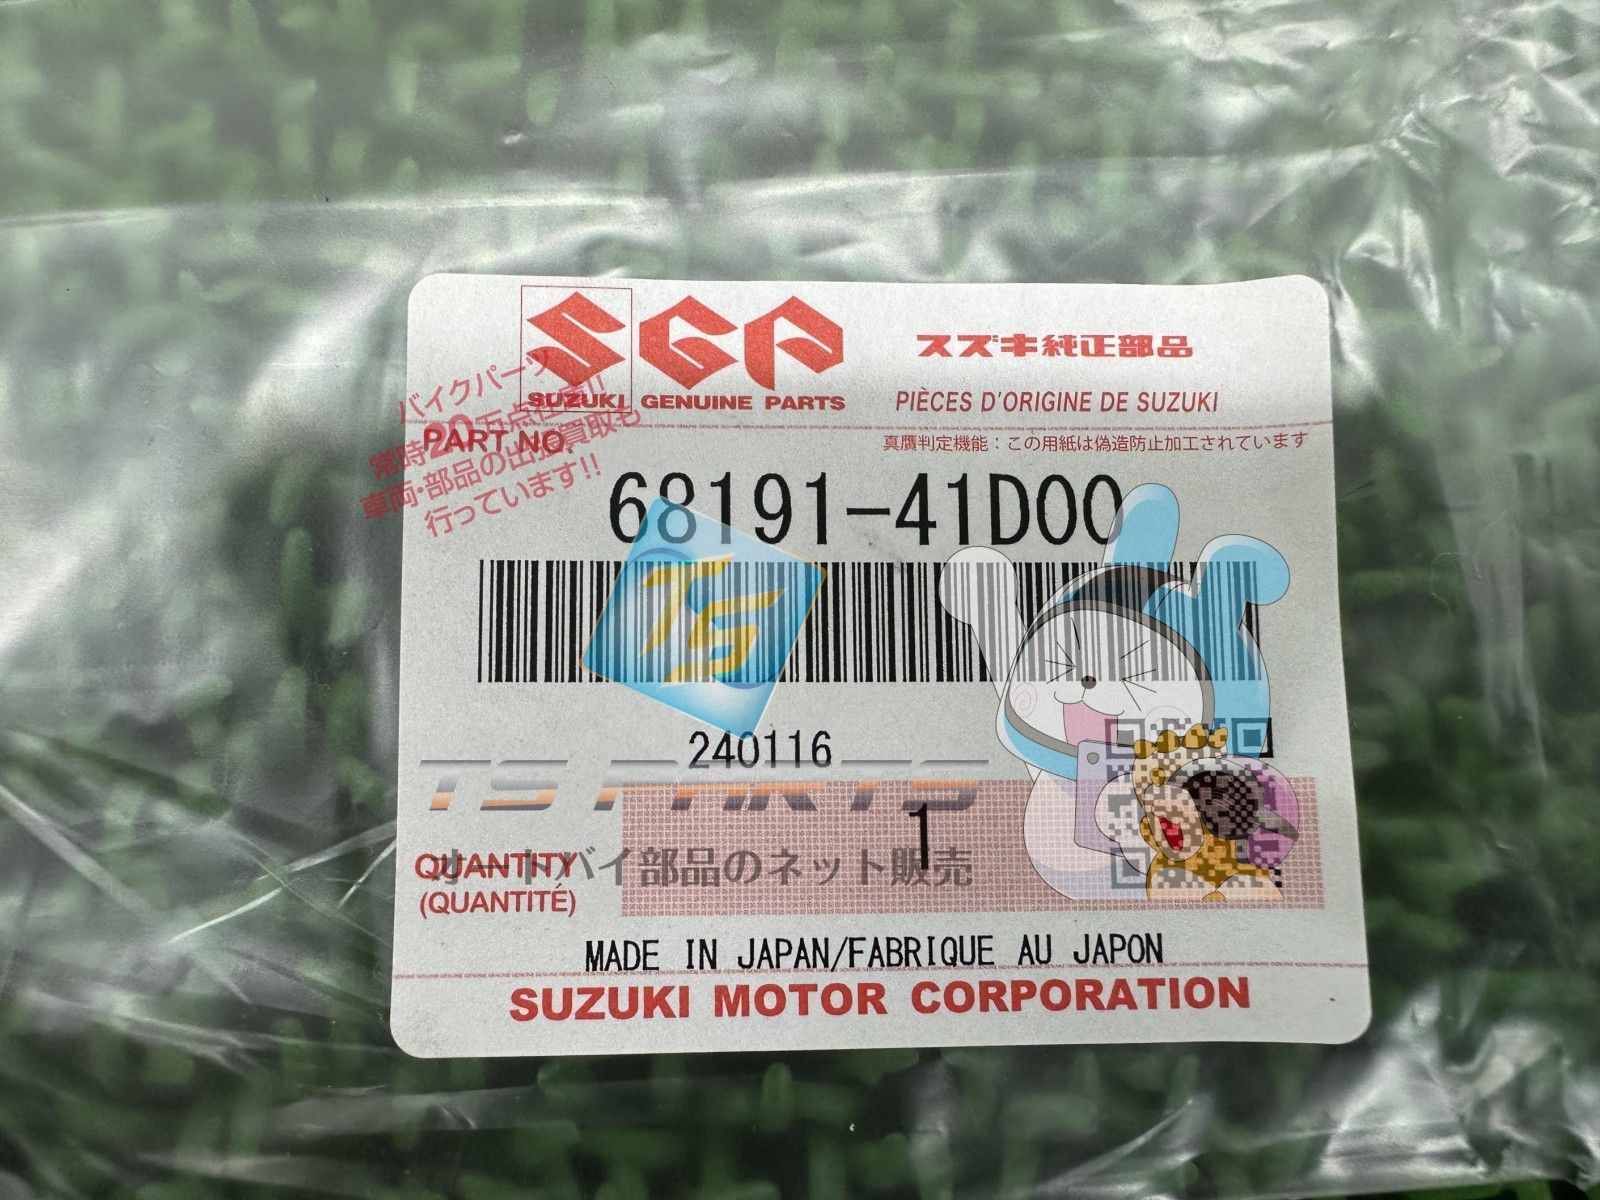 SGP
スズキ純正部品
SUZUKI GENUINE PARTS
PIÈCES D'ORIGINE DE SUZUKI
バイクパーツ
常時20万点在庫!!
車両・部品の出張買取も
行っています!!
PART NO.
真贋判定機能：この用紙は偽造防止加工されています
68191-41D00
TS
240116
TS PARTS
1
オートバイ部品のネット販売
QUANTITY
(QUANTITÉ)
MADE IN JAPAN/FABRIQUE AU JAPON
SUZUKI MOTOR CORPORATION